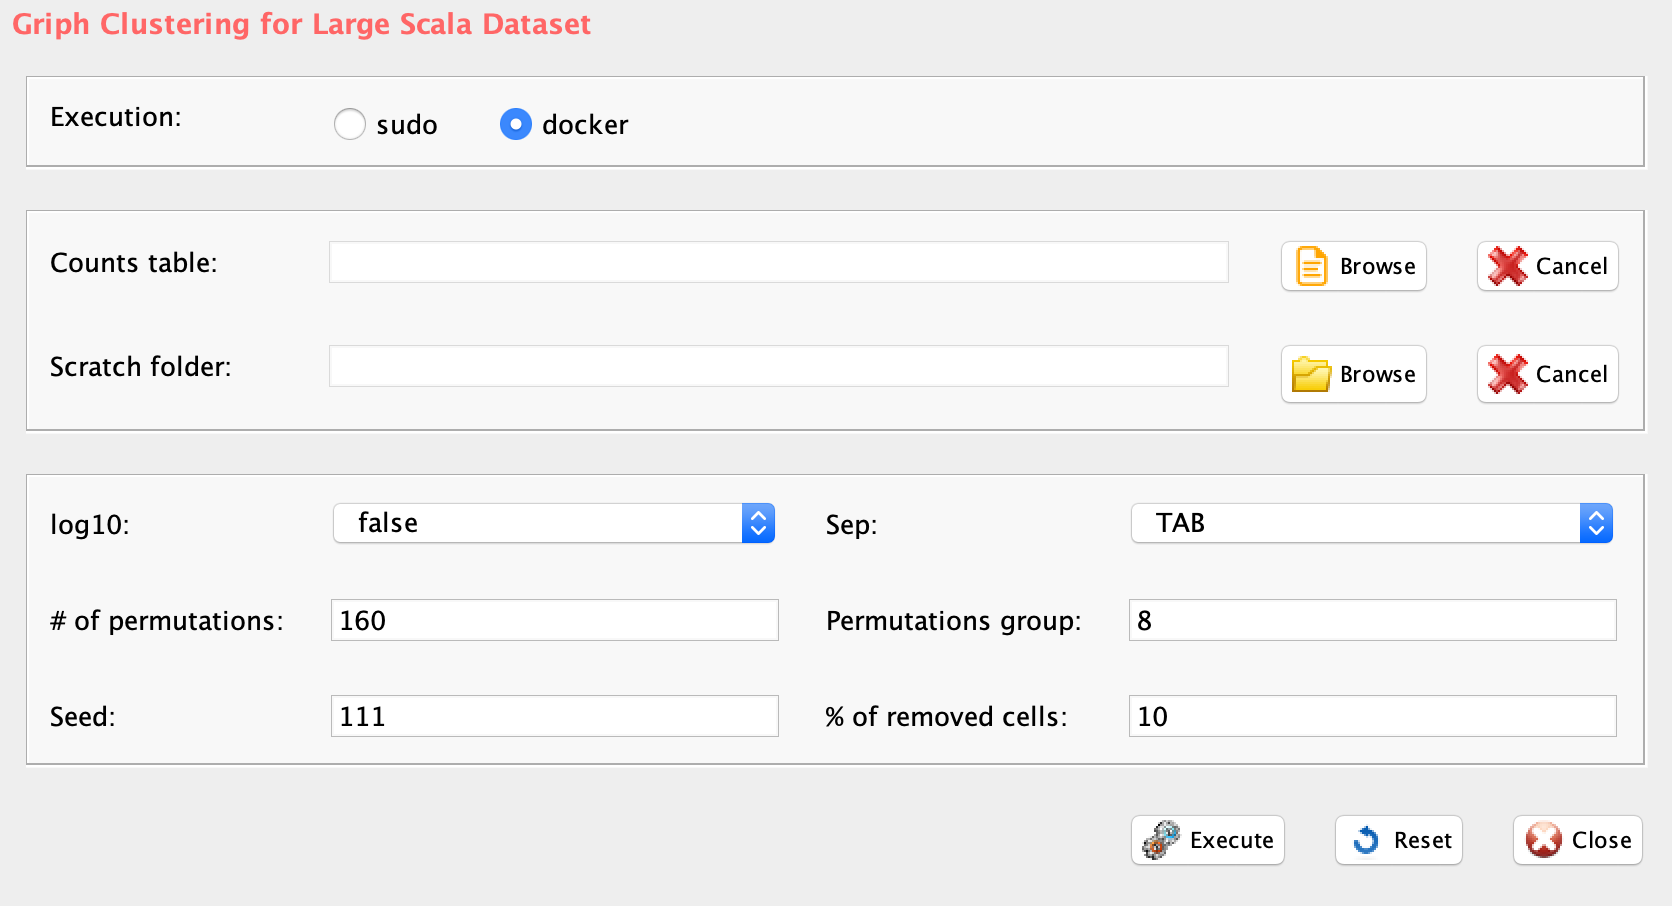 Griph Clustering for Large Scala Dataset
Execution: sudo docker
Counts table: Browse Cancel
Scratch folder: Browse Cancel
log10: false Sep: TAB
# of permutations: 160 Permutations group: 8
Seed: 111 % of removed cells: 10
Execute Reset Close